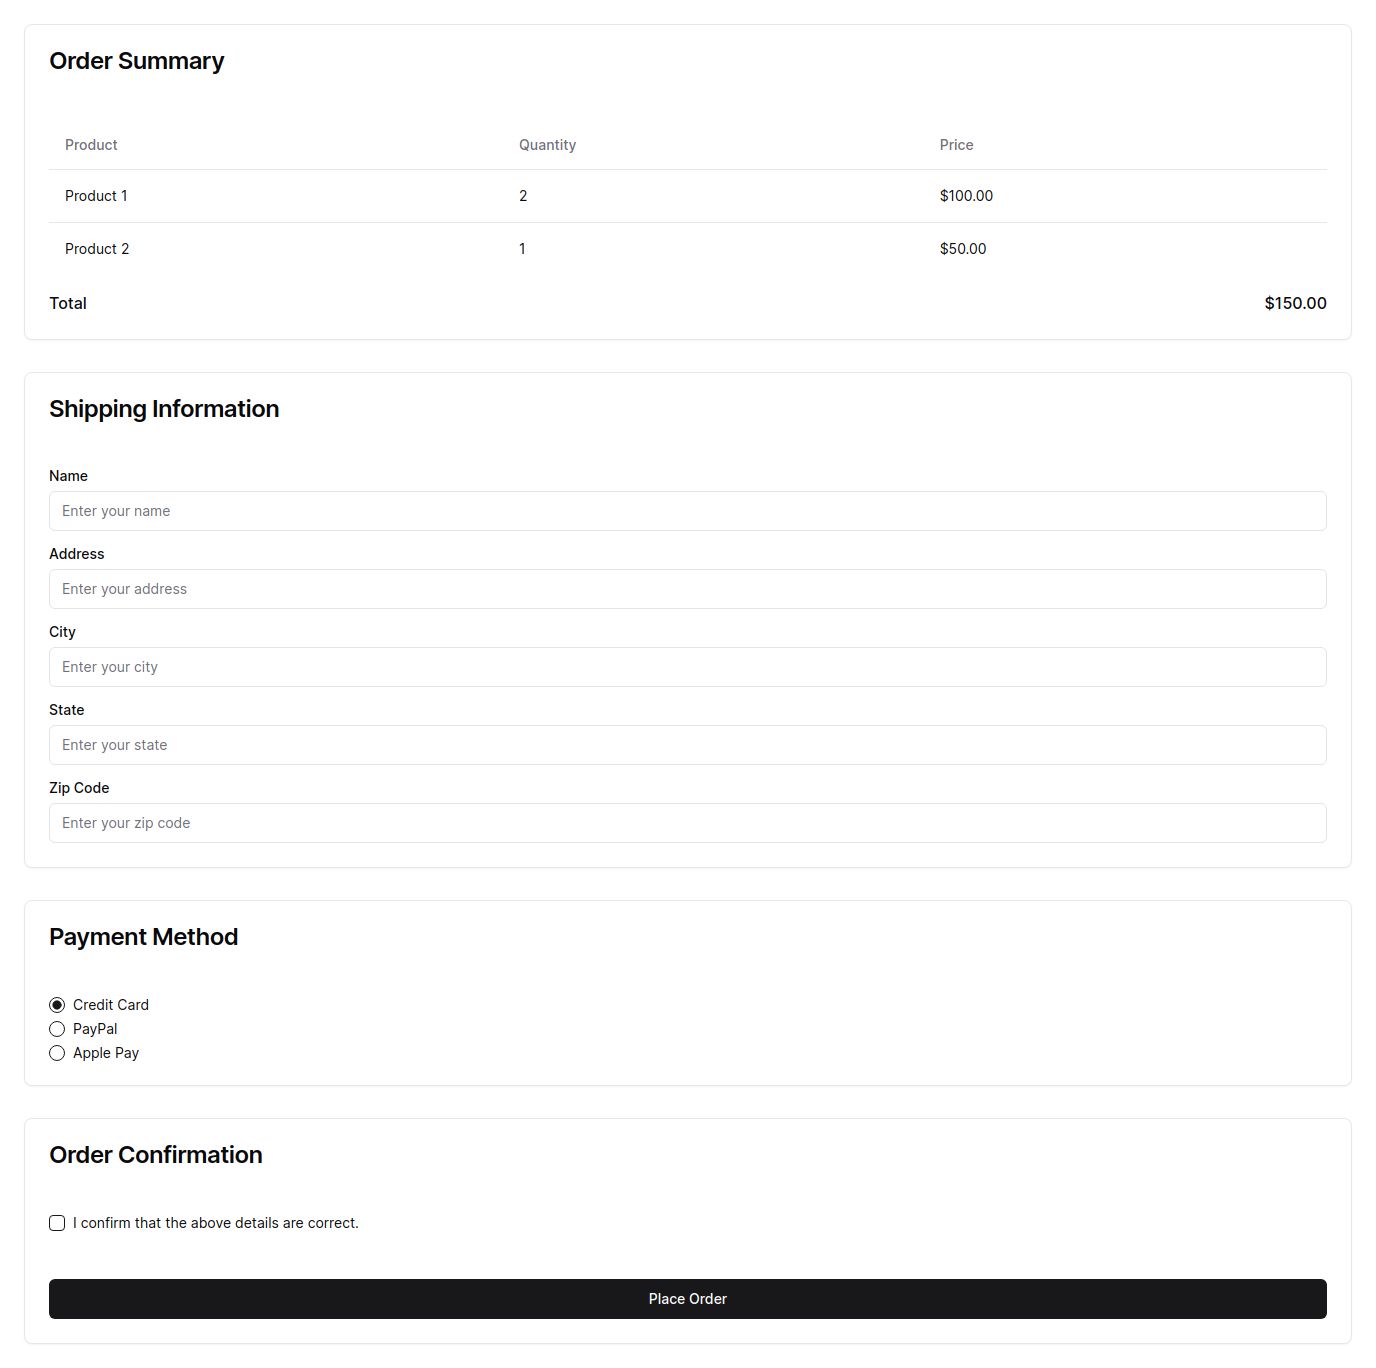 Order Summary
Product Quantity Price
Product 1 2 $100.00
Product 2 1 $50.00
Total $150.00
Shipping Information
Name
Enter your name
Address
Enter your address
City
Enter your city
State
Enter your state
Zip Code
Enter your zip code
Payment Method
Credit Card
PayPal
Apple Pay
Order Confirmation
I confirm that the above details are correct.
Place Order